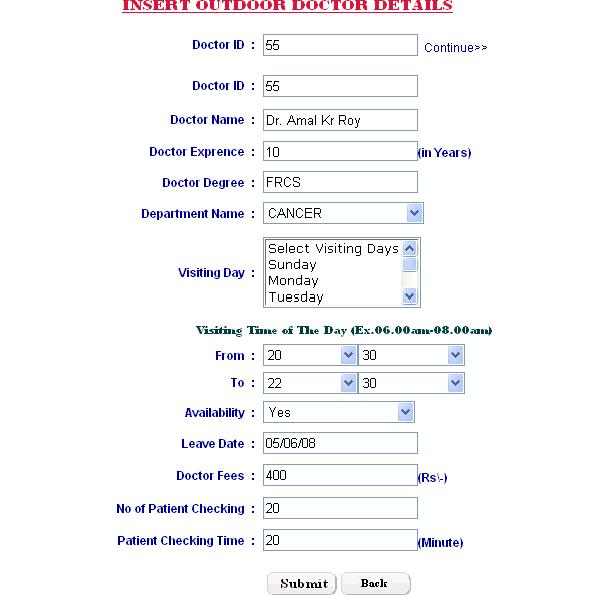 INSERT OUTDOOR DOCTOR DETAILS
Doctor ID : 55 Continue>>
Doctor ID : 55
Doctor Name : Dr. Amal Kr Roy
Doctor Exprence : 10 (in Years)
Doctor Degree : FRCS
Department Name : CANCER
Visiting Day : Select Visiting Days
Sunday
Monday
Tuesday
Visiting Time of The Day (Ex.06.00am-08.00am)
From : 20 30
To : 22 30
Availability : Yes
Leave Date : 05/06/08
Doctor Fees : 400 (Rs\-)
No of Patient Checking : 20
Patient Checking Time : 20 (Minute)
Submit Back